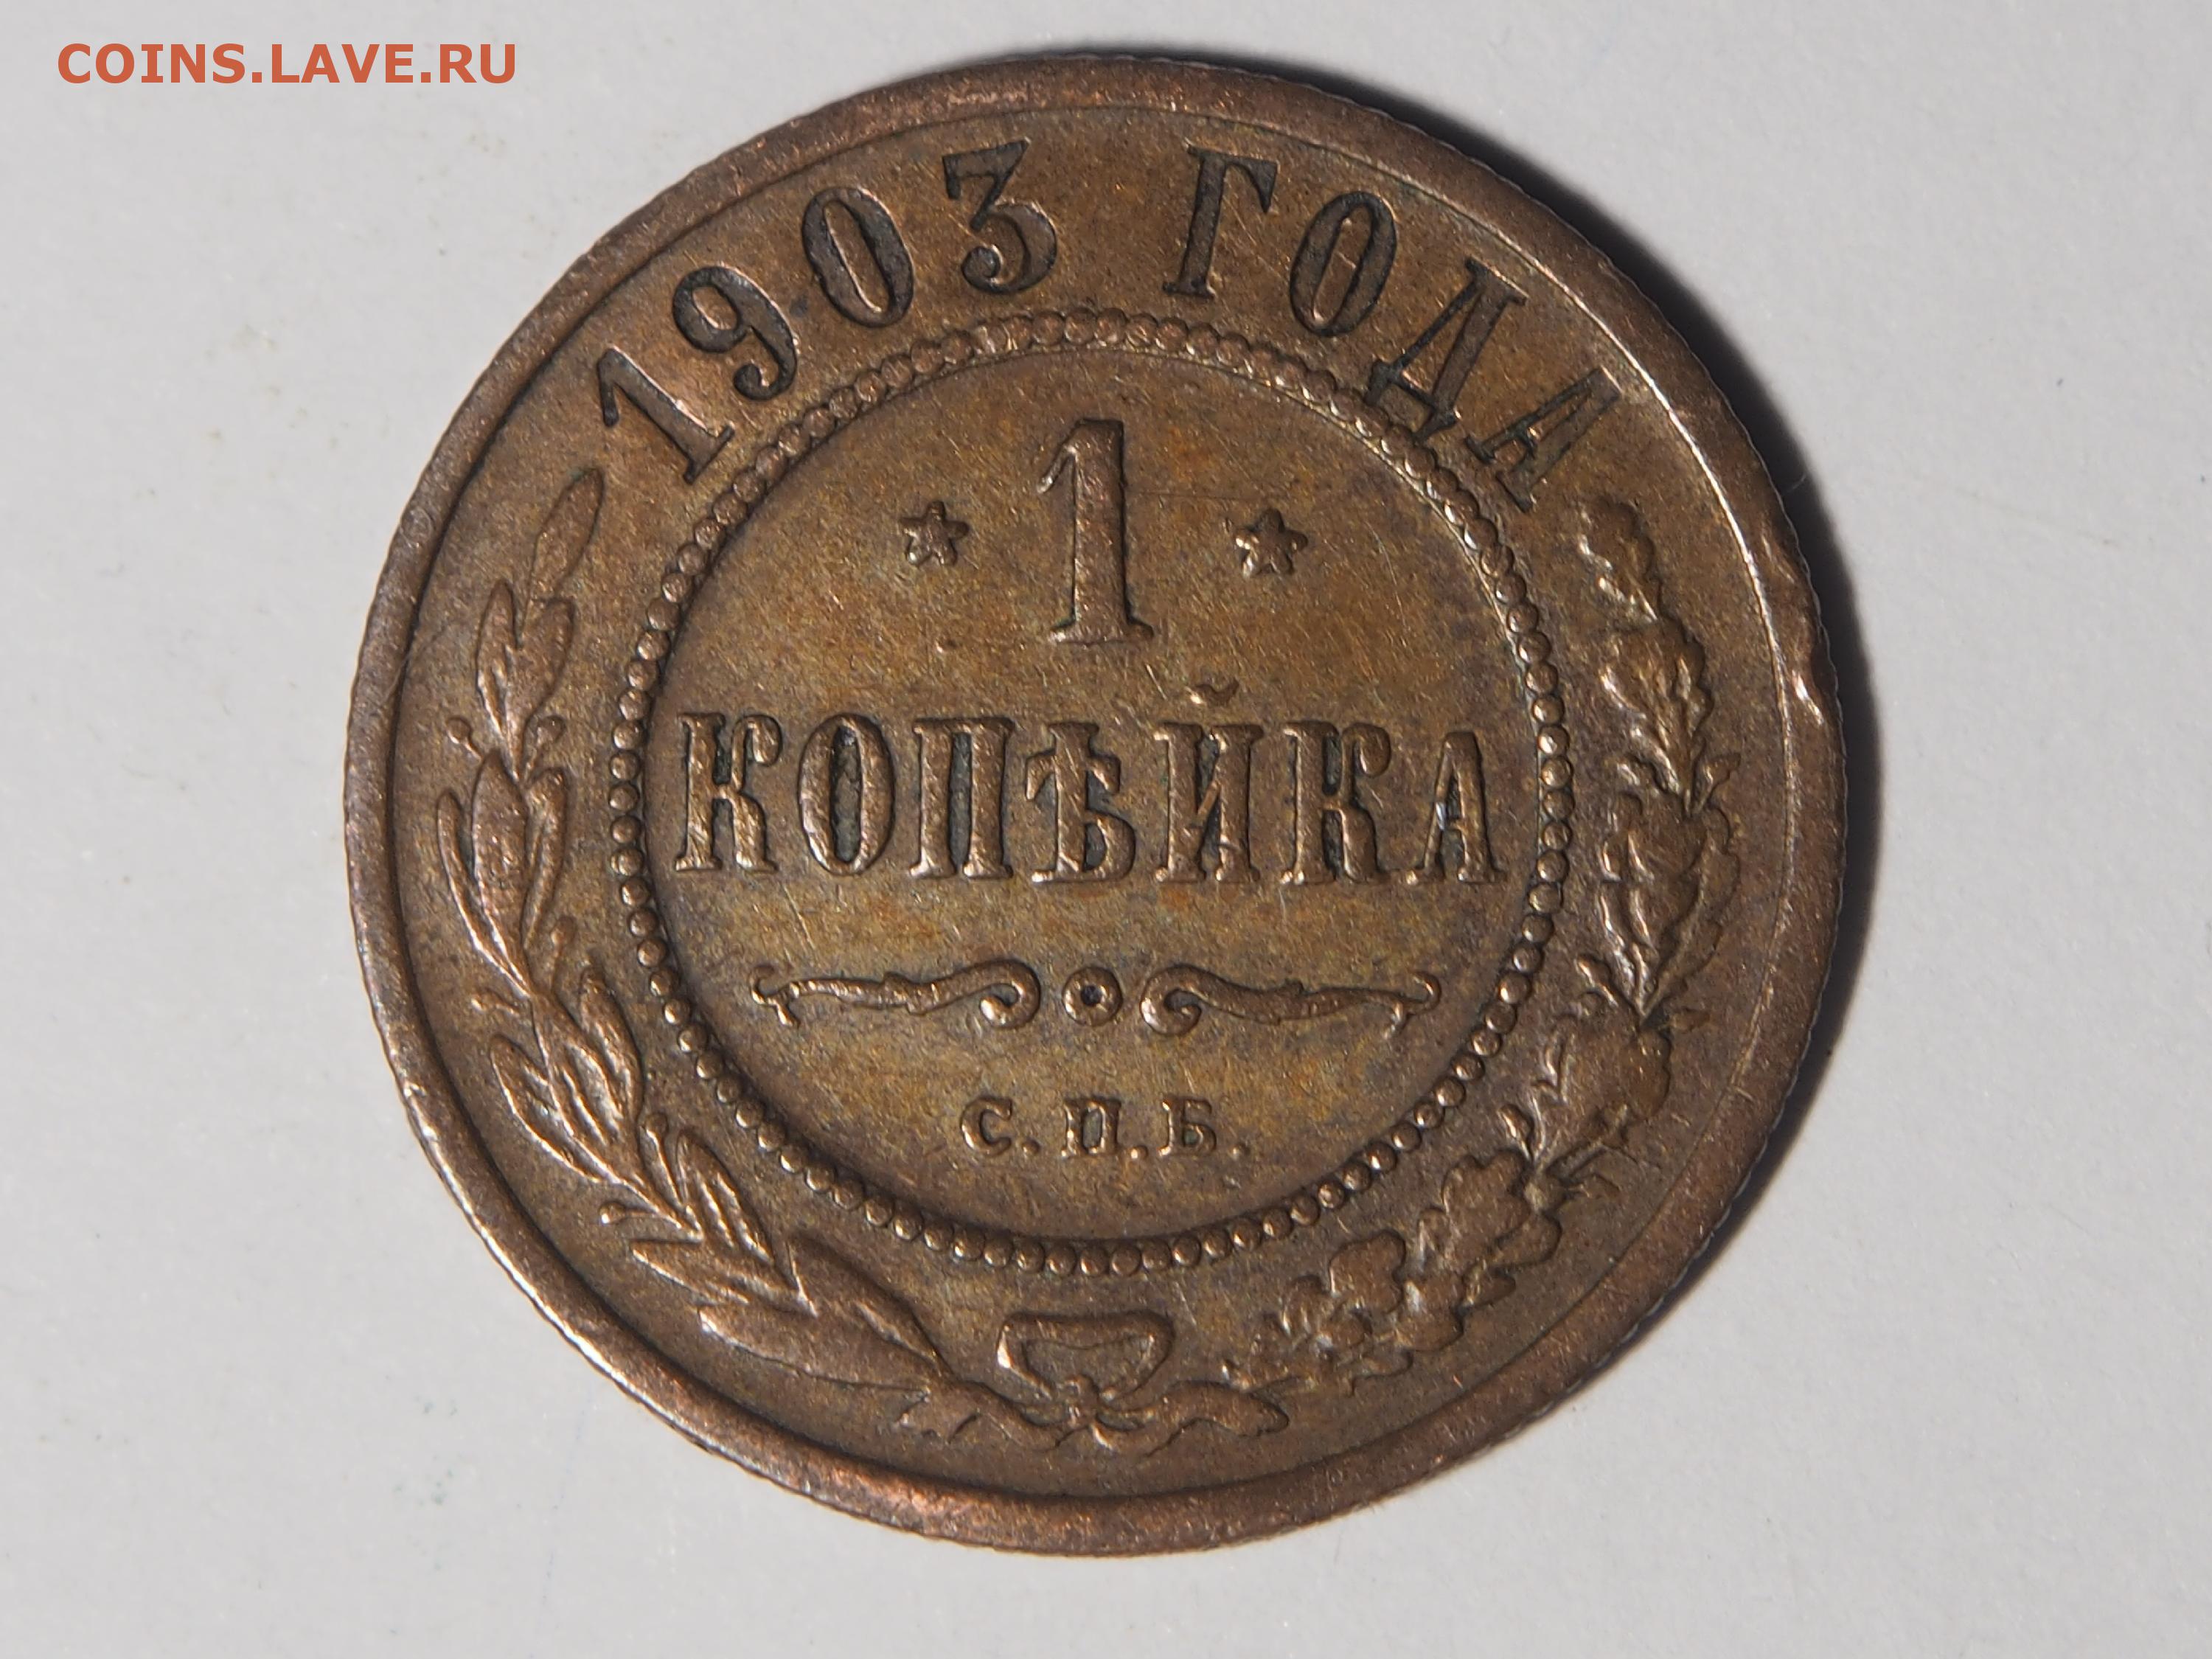 COINS.LAVE.RU
1903 ГОДА
* 1 *
КОПѢЙКА
С.П.Б.